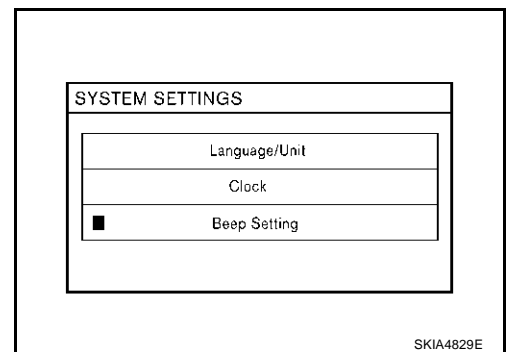 SYSTEM SETTINGS
Language/Unit
Clock
Beep Setting
SKIA4829E